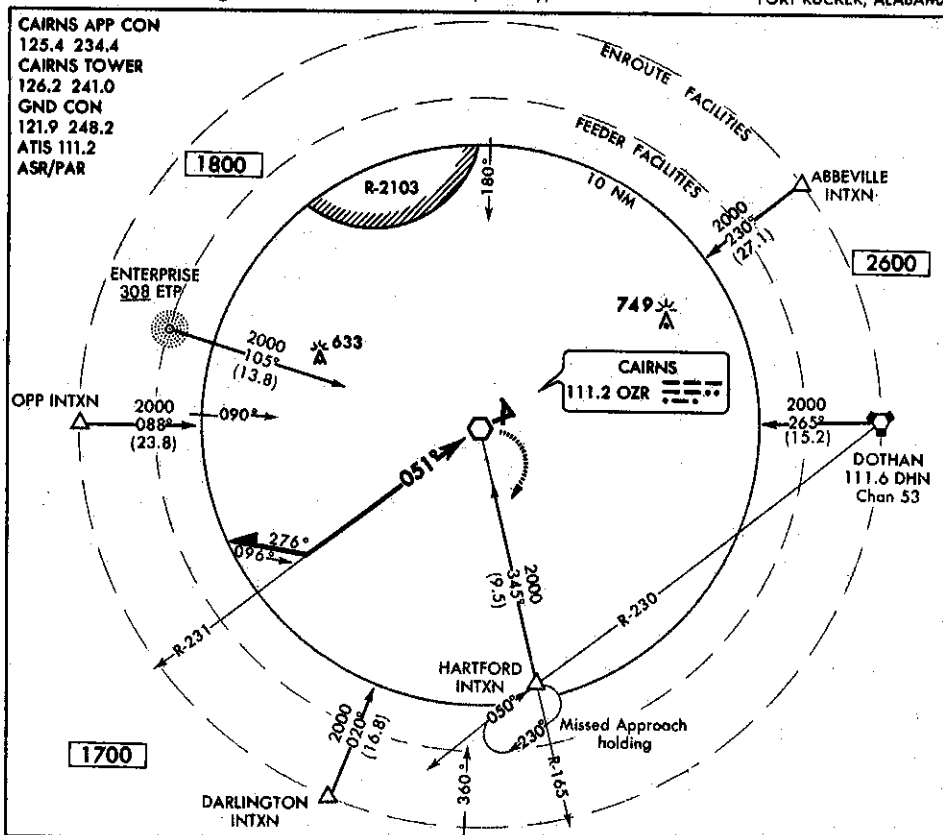 FORT RUCKER, ALABAMA
CAIRNS APP CON
125.4 234.4
CAIRNS TOWER
126.2 241.0
GND CON
121.9 248.2
ATIS 111.2
ASR/PAR
ENROUTE FACILITIES
FEEDER FACILITIES
1800
R-2103
180°
10 NM
ABBEVILLE
INTXN
2000
230°
(27.1)
2600
ENTERPRISE
308 ETP
2000
105°
(13.8)
633
749
CAIRNS
111.2 OZR
OPP INTXN
2000
088°
(23.8)
090°
2000
265°
(15.2)
DOTHAN
111.6 DHN
Chan 53
051°
276°
096°
2000
345°
(9.5)
R-230
R-231
HARTFORD
INTXN
050°
230°
Missed Approach
holding
R-165
360°
2000
020°
(16.8)
1700
DARLINGTON
INTXN